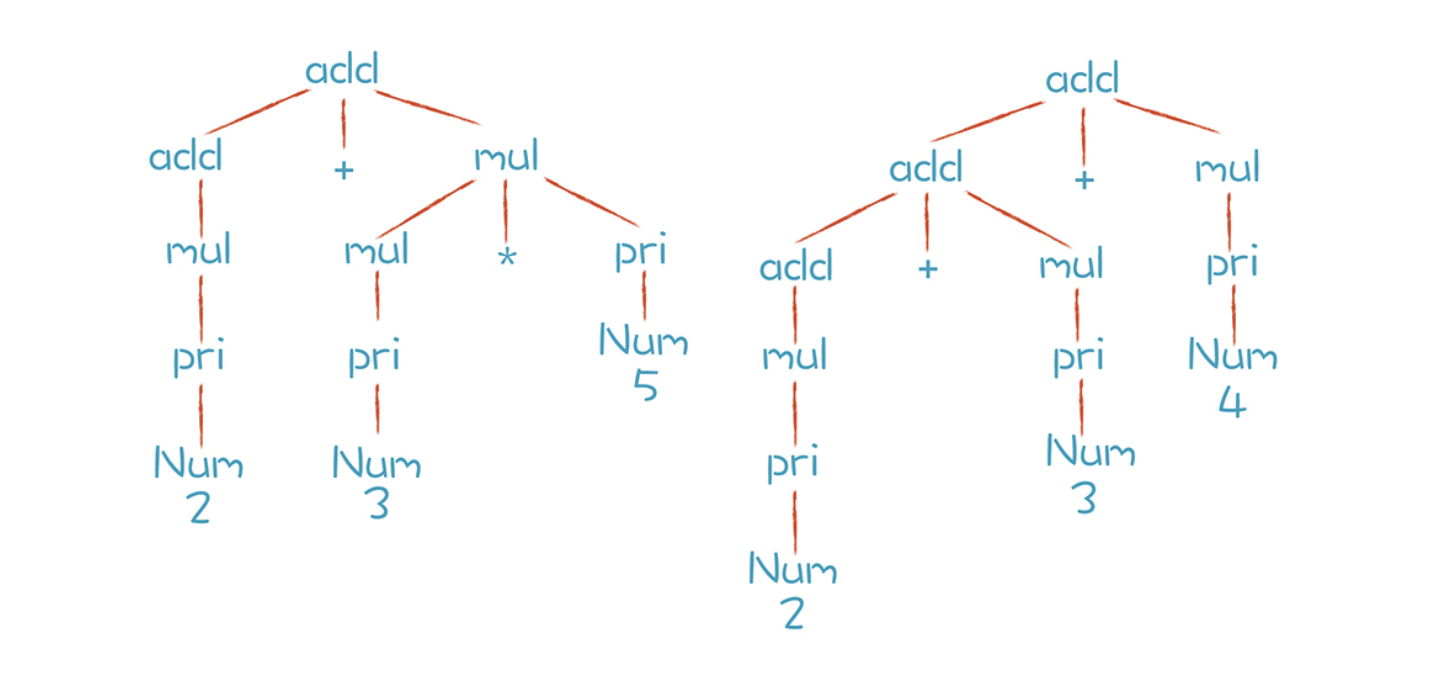 add
add + mul
mul mul * pri
pri pri Num
5
Num Num
2 3
add
add + mul
add + mul pri
mul pri Num
4
pri Num
3
Num
2